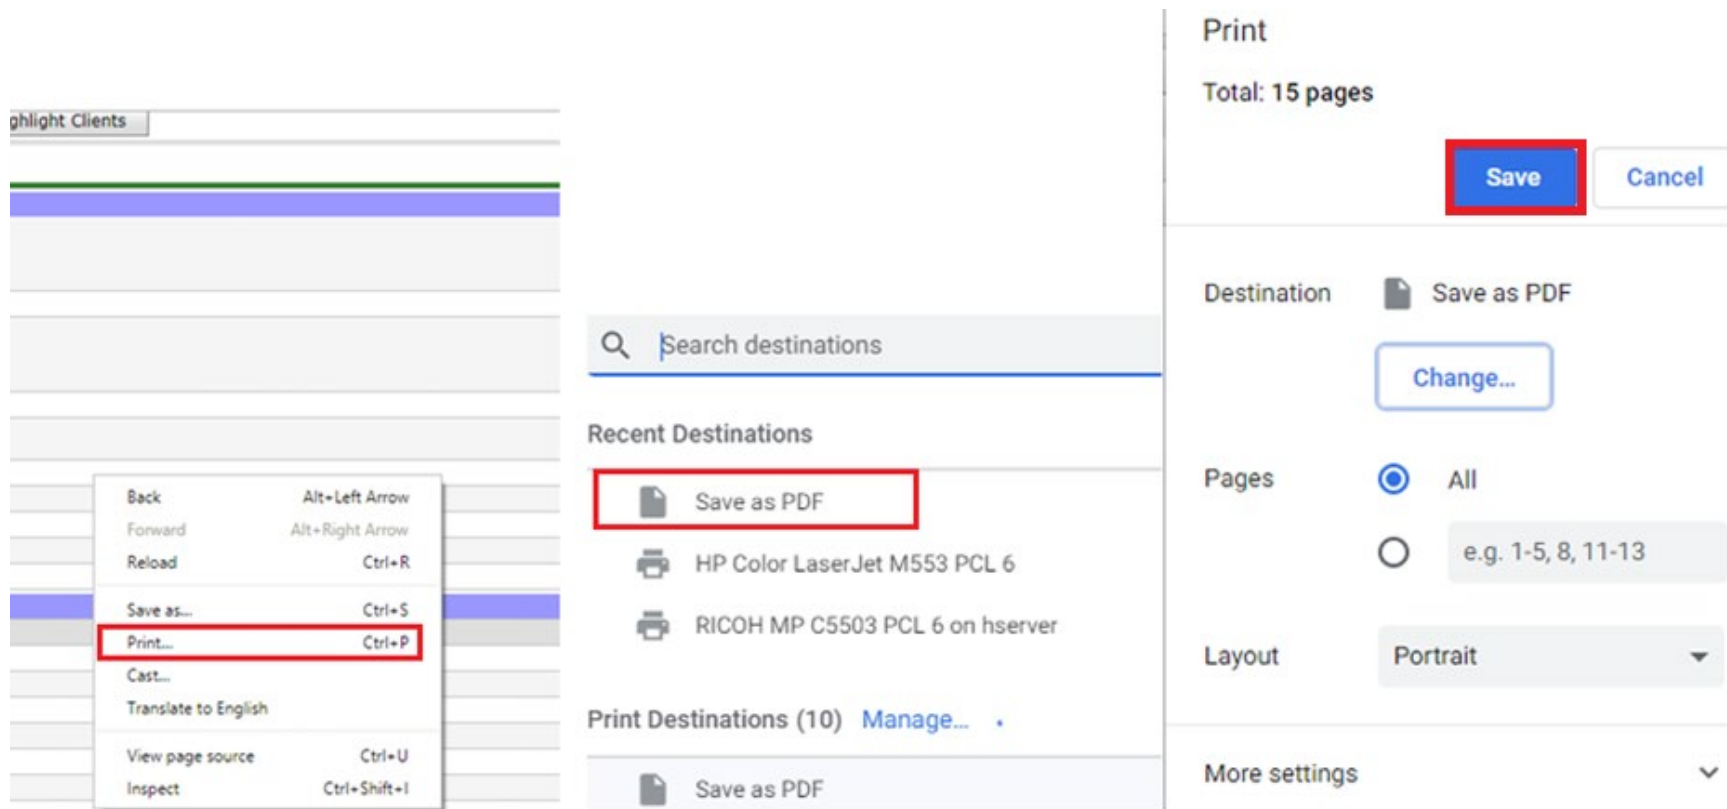 ghlight Clients
Back Alt+Left Arrow
Forward Alt+Right Arrow
Reload Ctrl+R
Save as... Ctrl+S
Print... Ctrl+P
Cast...
Translate to English
View page source Ctrl+U
Inspect Ctrl+Shift+I
Search destinations
Recent Destinations
Save as PDF
HP Color LaserJet M553 PCL 6
RICOH MP C5503 PCL 6 on hserver
Print Destinations (10) Manage...
Save as PDF
Print
Total: 15 pages
Save Cancel
Destination Save as PDF
Change...
Pages All
e.g. 1-5, 8, 11-13
Layout Portrait
More settings